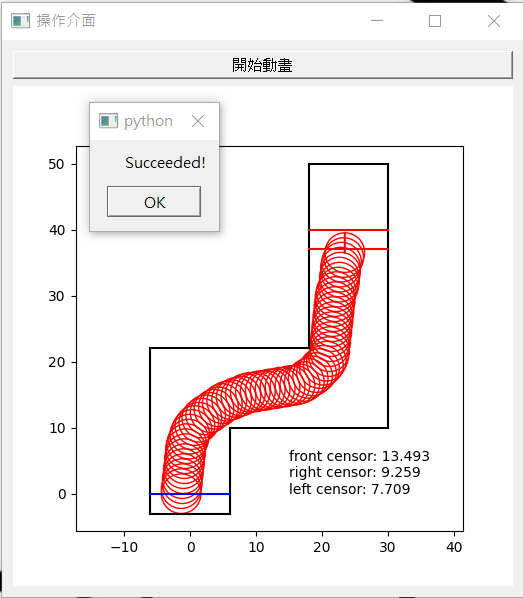 操作介面
開始動畫
python
Succeeded!
OK
50
40
30
20
10
0
front censor: 13.493
right censor: 9.259
left censor: 7.709
−10 0 10 20 30 40